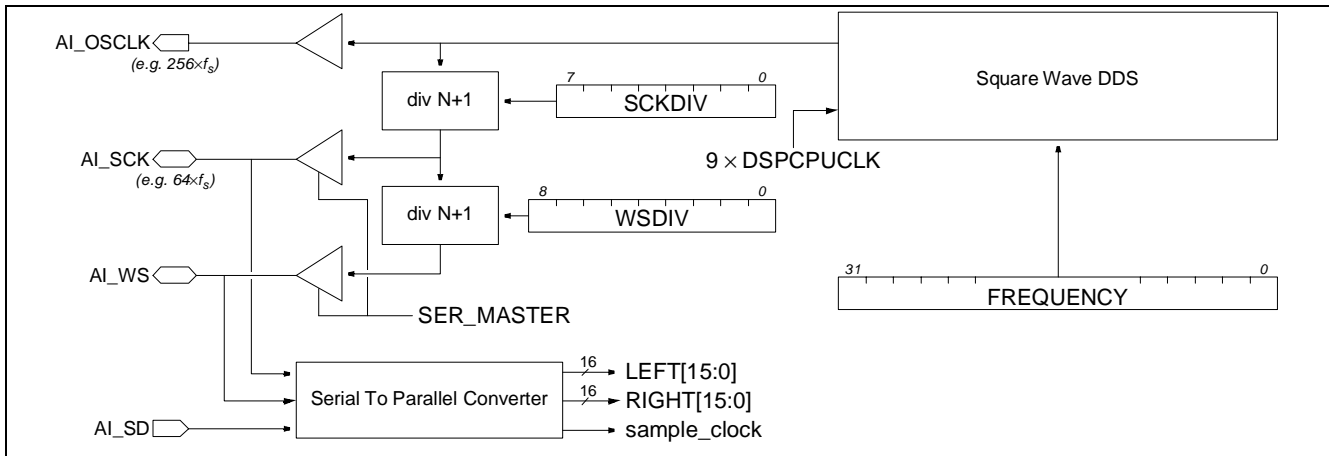 AI_OSCLK
(e.g. 256×fs)
7 0
div N+1
SCKDIV
Square Wave DDS
AI_SCK
(e.g. 64×fs)
9 × DSPCPUCLK
8 0
div N+1
WSDIV
AI_WS
31 0
FREQUENCY
SER_MASTER
Serial To Parallel Converter
16
LEFT[15:0]
16
RIGHT[15:0]
AI_SD
sample_clock